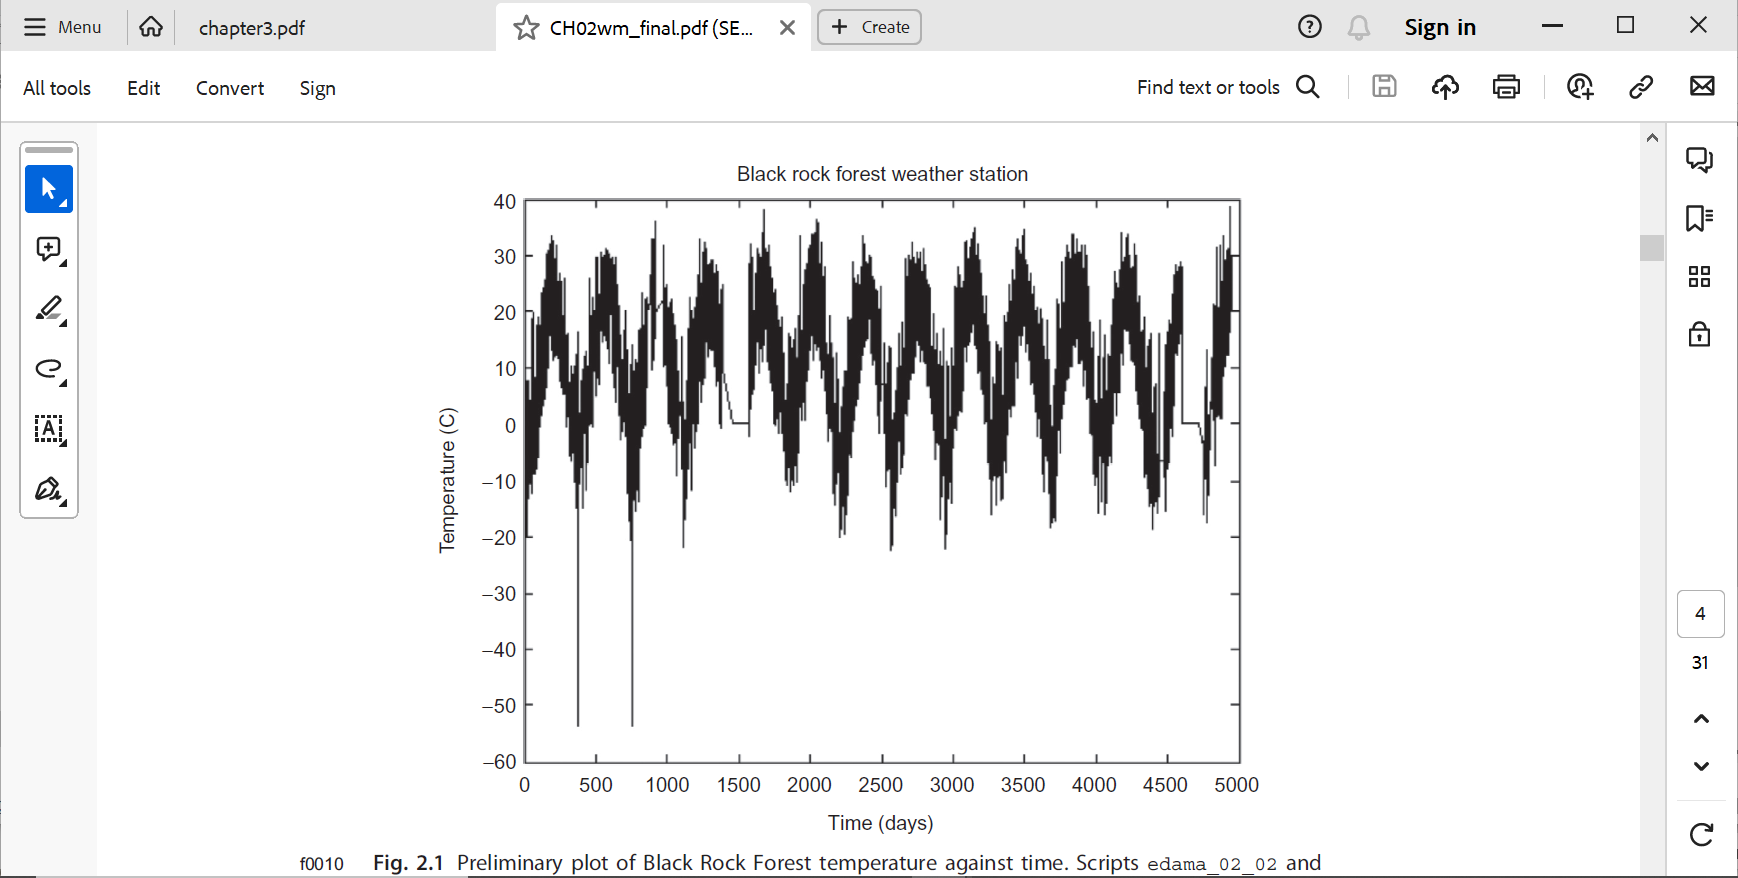 Menu
chapter3.pdf
CH02wm_final.pdf (SE...
Create
Sign in
All tools
Edit
Convert
Sign
Find text or tools
Black rock forest weather station
40
30
20
10
0
−10
−20
−30
−40
−50
−60
Temperature (C)
0 500 1000 1500 2000 2500 3000 3500 4000 4500 5000
Time (days)
f0010 Fig. 2.1 Preliminary plot of Black Rock Forest temperature against time. Scripts edama_02_02 and
4
31